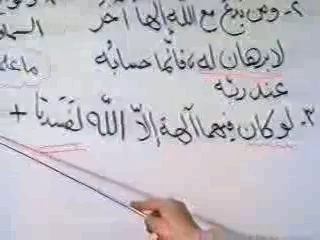 ٢- ومن يدع مع الله إلها آخر
لا برهان له، فإنما حسابه
عند ربه
٣- لو كان فيهما آلهة إلا الله لفسدتا +